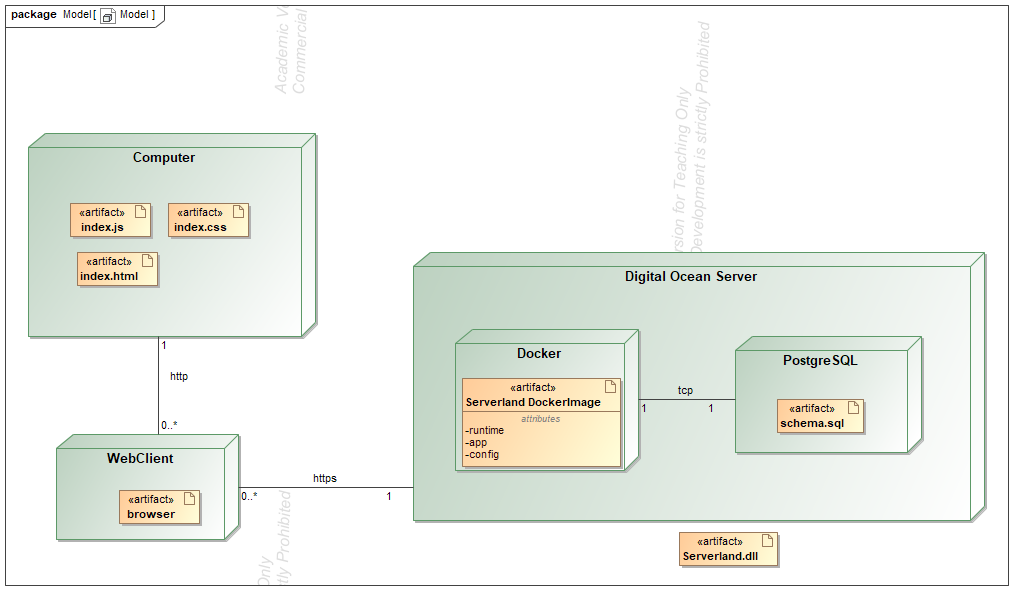 package Model [ Model ]
Academic V
Commercial
rsion for Teaching Only
Development is strictly Prohibited
Computer
«artifact»
index.js
«artifact»
index.css
«artifact»
index.html
1
http
0..*
WebClient
«artifact»
browser
0..*
https
1
Digital Ocean Server
Docker
«artifact»
Serverland DockerImage
attributes
-runtime
-app
-config
1
tcp
1
PostgreSQL
«artifact»
schema.sql
«artifact»
Serverland.dll
Only
tly Prohibited